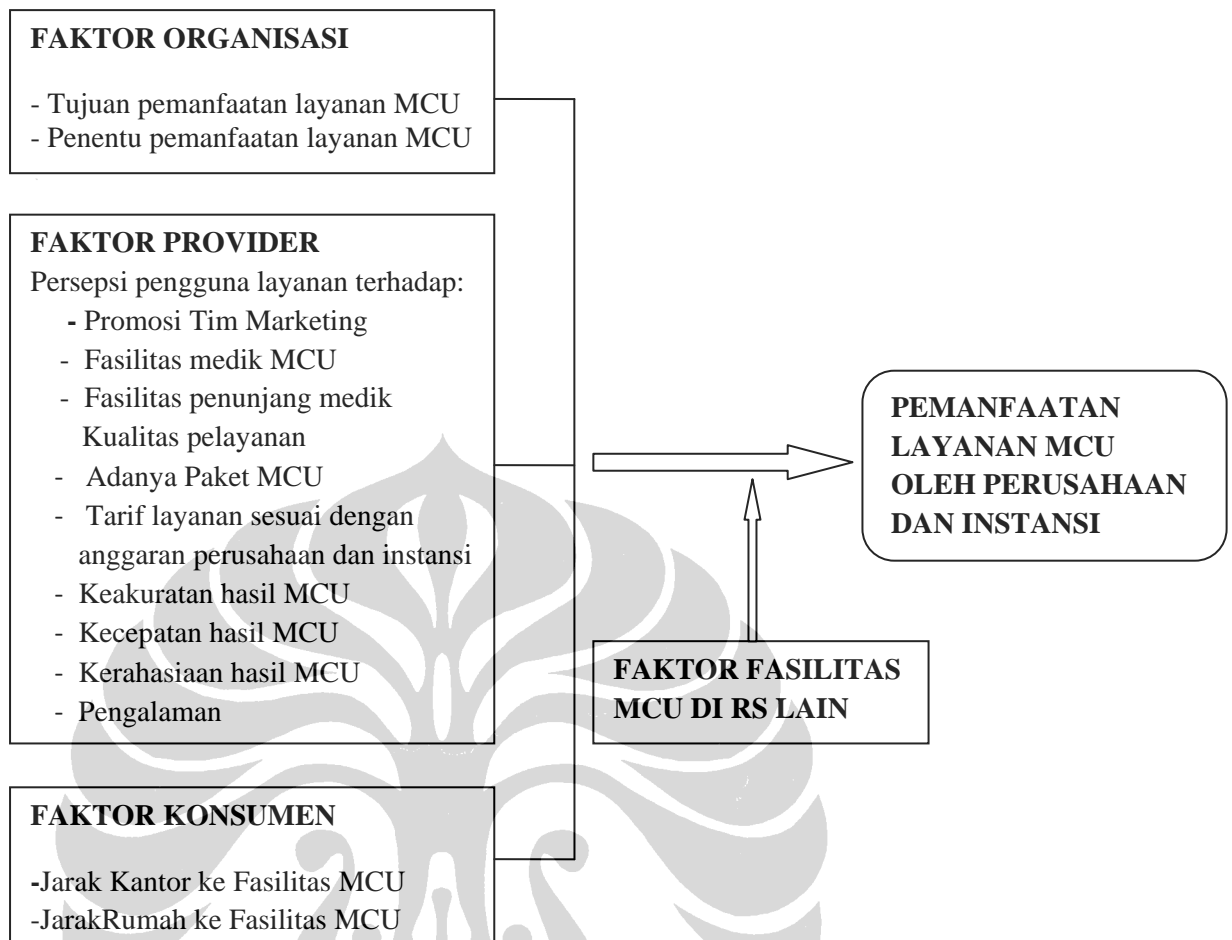 FAKTOR ORGANISASI
- Tujuan pemanfaatan layanan MCU
- Penentu pemanfaatan layanan MCU
FAKTOR PROVIDER
Persepsi pengguna layanan terhadap:
- Promosi Tim Marketing
- Fasilitas medik MCU
- Fasilitas penunjang medik
Kualitas pelayanan
- Adanya Paket MCU
- Tarif layanan sesuai dengan
anggaran perusahaan dan instansi
- Keakuratan hasil MCU
- Kecepatan hasil MCU
- Kerahasiaan hasil MCU
- Pengalaman
FAKTOR KONSUMEN
-Jarak Kantor ke Fasilitas MCU
-JarakRumah ke Fasilitas MCU
FAKTOR FASILITAS
MCU DI RS LAIN
PEMANFAATAN
LAYANAN MCU
OLEH PERUSAHAAN
DAN INSTANSI